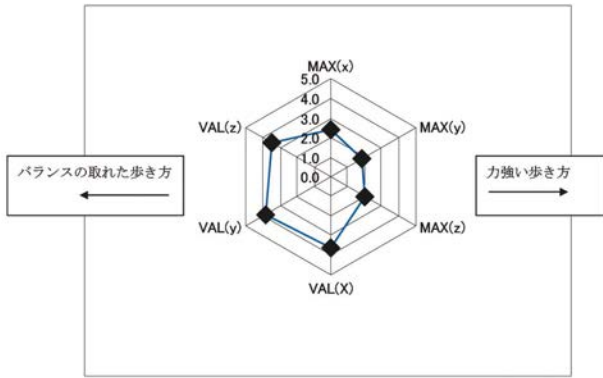 MAX(x)
5.0
4.0
3.0
2.0
1.0
0.0
MAX(y)
MAX(z)
VAL(X)
VAL(y)
VAL(z)
バランスの取れた歩き方
力強い歩き方